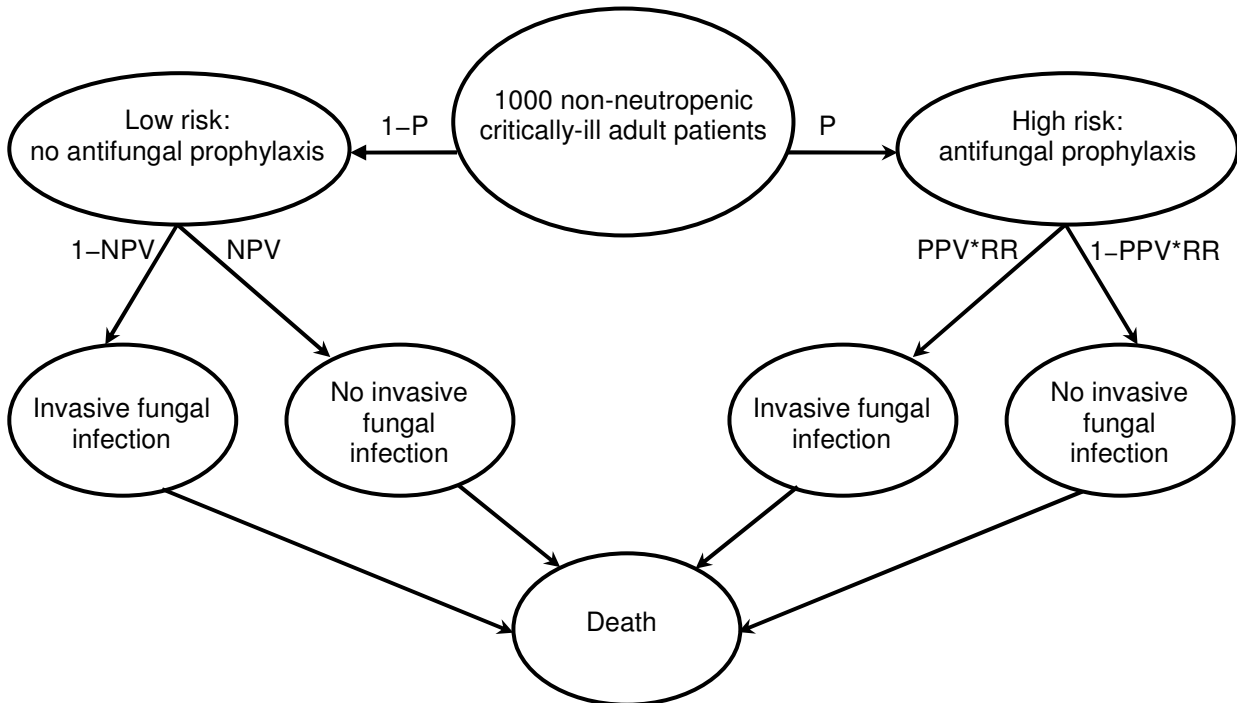 1000 non-neutropenic
critically-ill adult patients
Low risk:
no antifungal prophylaxis
1−P
P
High risk:
antifungal prophylaxis
1−NPV
NPV
PPV*RR
1−PPV*RR
Invasive fungal
infection
No invasive
fungal
infection
Invasive fungal
infection
No invasive
fungal
infection
Death